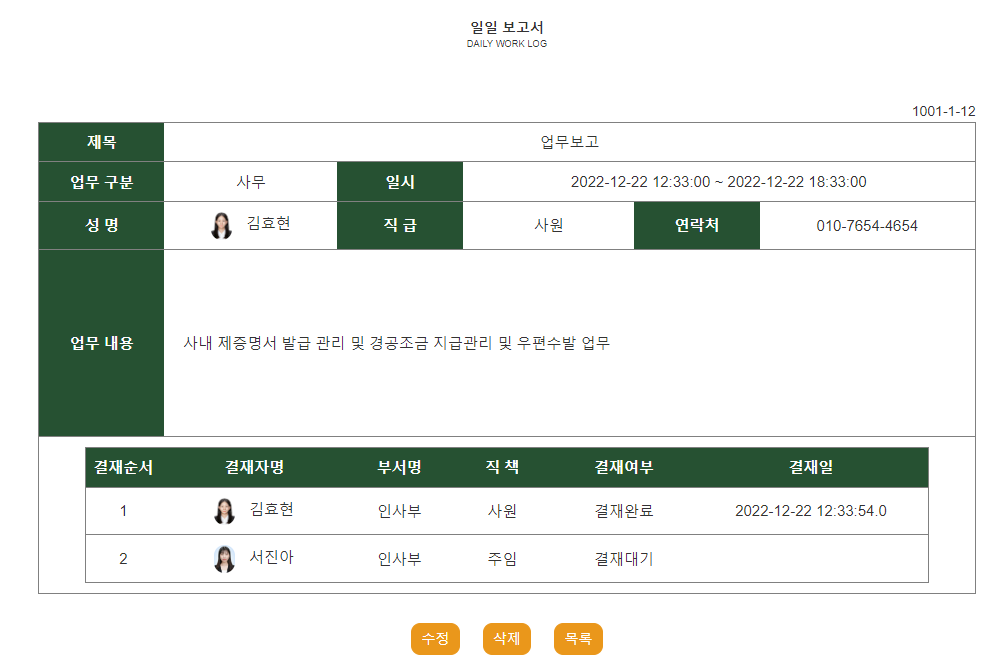 일일 보고서
DAILY WORK LOG
1001-1-12
제목 업무보고
업무 구분 사무 일시 2022-12-22 12:33:00 ~ 2022-12-22 18:33:00
성 명 김효현 직 급 사원 연락처 010-7654-4654
업무 내용 사내 제증명서 발급 관리 및 경공조금 지급관리 및 우편수발 업무
결재순서 결재자명 부서명 직 책 결재여부 결재일
1 김효현 인사부 사원 결재완료 2022-12-22 12:33:54.0
2 서진아 인사부 주임 결재대기
수정 삭제 목록